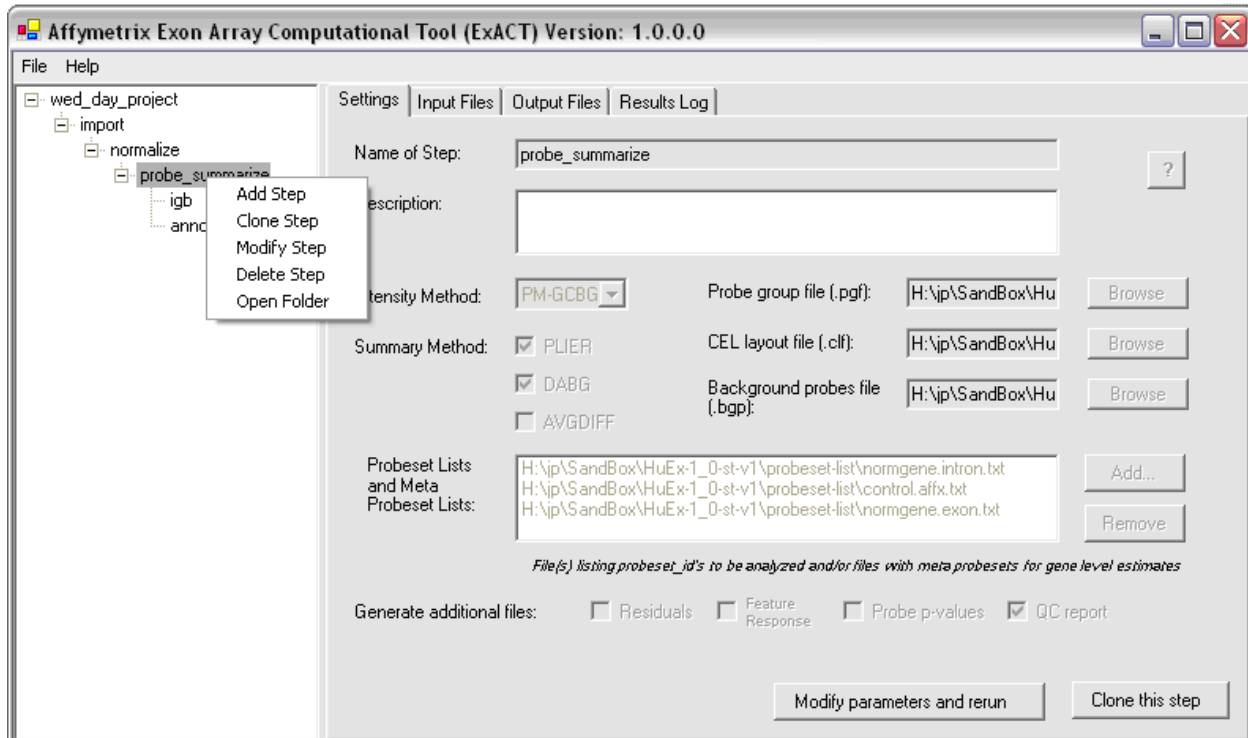 Affymetrix Exon Array Computational Tool (ExACT) Version: 1.0.0.0
File Help
wed_day_project
import
normalize
probe_summarize
igb
anno
Add Step
Clone Step
Modify Step
Delete Step
Open Folder
Settings Input Files Output Files Results Log
Name of Step: probe_summarize ?
escription:
tensity Method: PM-GCBG
Probe group file (.pgf): H:\jp\SandBox\Hu Browse
Summary Method: PLIER
CEL layout file (.clf): H:\jp\SandBox\Hu Browse
DABG
Background probes file
(.bgp): H:\jp\SandBox\Hu Browse
AVGDIFF
Probeset Lists
and Meta
Probeset Lists:
H:\jp\SandBox\HuEx-1_0-st-v1\probeset-list\normgene.intron.txt
H:\jp\SandBox\HuEx-1_0-st-v1\probeset-list\control.affx.txt
H:\jp\SandBox\HuEx-1_0-st-v1\probeset-list\normgene.exon.txt
Add...
Remove
File(s) listing probeset_id's to be analyzed and/or files with meta probesets for gene level estimates
Generate additional files: Residuals Feature
Response Probe p-values QC report
Modify parameters and rerun Clone this step